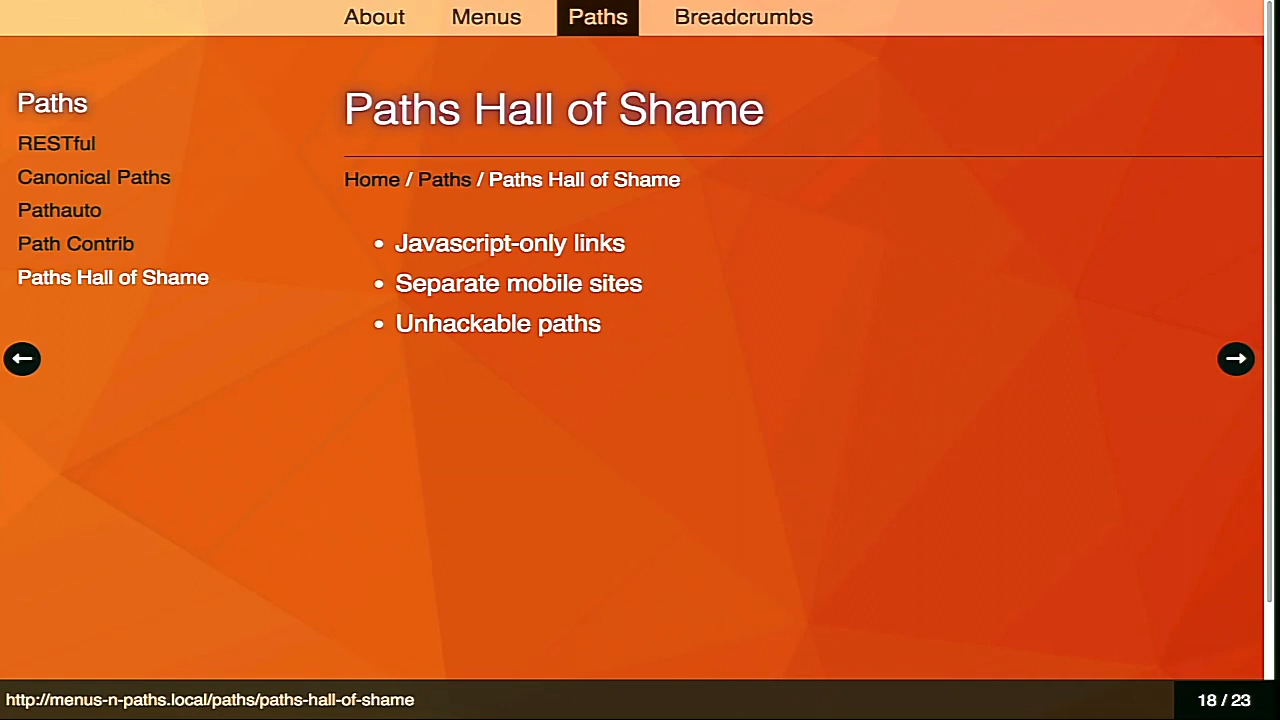 About Menus Paths Breadcrumbs
Paths
RESTful
Canonical Paths
Pathauto
Path Contrib
Paths Hall of Shame
Paths Hall of Shame
Home / Paths / Paths Hall of Shame
• Javascript-only links
• Separate mobile sites
• Unhackable paths
http://menus-n-paths.local/paths/paths-hall-of-shame
18 / 23